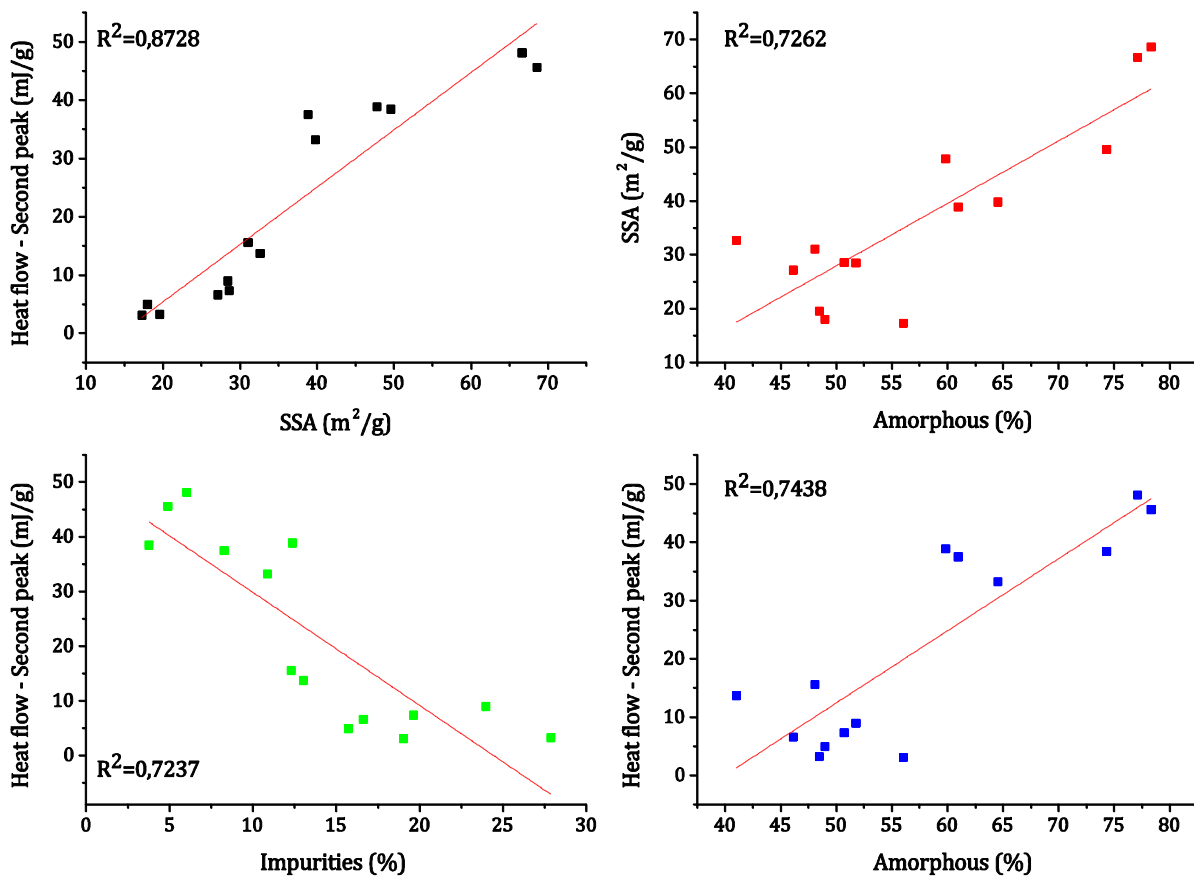 R²=0,8728
Heat flow - Second peak (mJ/g)
50
40
30
20
10
0
10 20 30 40 50 60 70
SSA (m²/g)
R²=0,7262
SSA (m²/g)
70
60
50
40
30
20
10
40 45 50 55 60 65 70 75 80
Amorphous (%)
Heat flow - Second peak (mJ/g)
50
40
30
20
10
0
R²=0,7237
0 5 10 15 20 25 30
Impurities (%)
R²=0,7438
Heat flow - Second peak (mJ/g)
50
40
30
20
10
0
40 45 50 55 60 65 70 75 80
Amorphous (%)